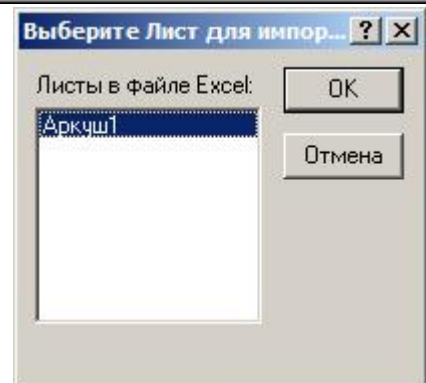 Выберите Лист для импор...
Листы в файле Excel:
OK
Аркуш1
Отмена